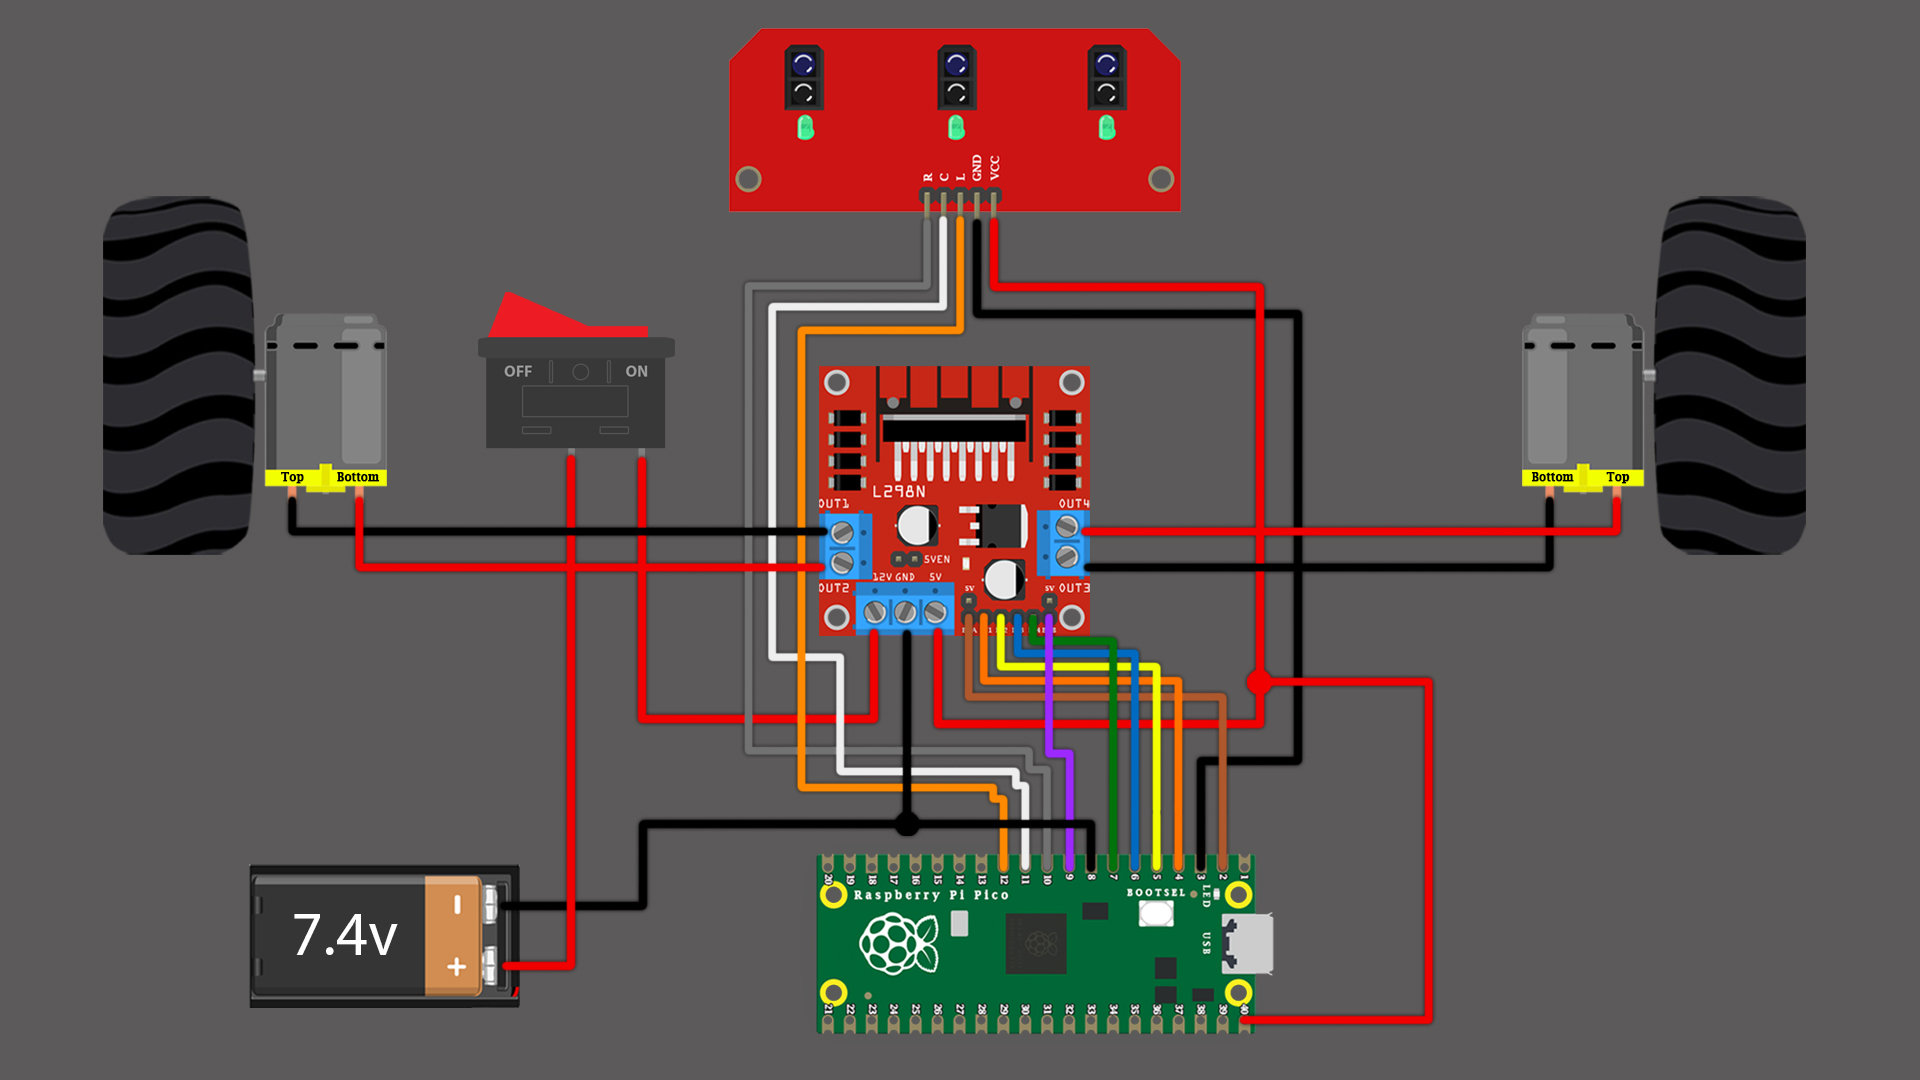 R C L GND VCC
OFF ON
Top Bottom
Bottom Top
L298N
OUT1 OUT4
5VEN
12V GND 5V
5V 5V
OUT2 OUT3
7.4v
- +
20 19 18 17 16 15 14 13 12 11 10 9 8 7 6 5 4 3 2 1
Raspberry Pi Pico
BOOTSEL
LED
USB
21 22 23 24 25 26 27 28 29 30 31 32 33 34 35 36 37 38 39 40